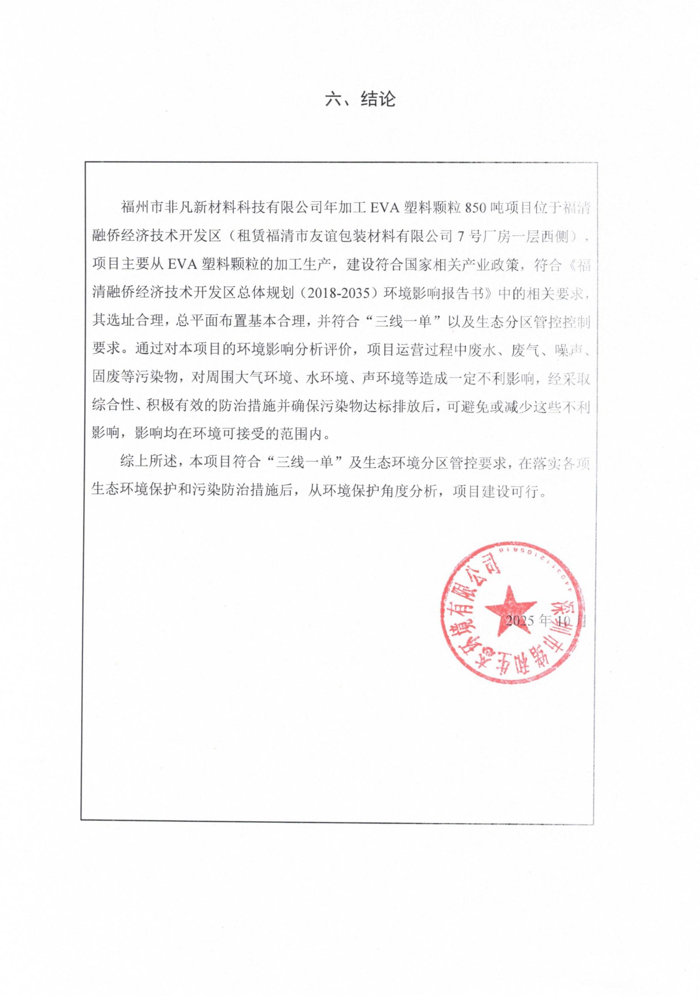 六、结论
福州市非凡新材料科技有限公司年加工 EVA 塑料颗粒 850 吨项目位于福清
融侨经济技术开发区（租赁福清市友谊包装材料有限公司 7 号厂房一层西侧），
项目主要从 EVA 塑料颗粒的加工生产，建设符合国家相关产业政策，符合《福
清融侨经济技术开发区总体规划（2018-2035）环境影响报告书》中的相关要求，
其选址合理，总平面布置基本合理，并符合“三线一单”以及生态分区管控控制
要求。通过对本项目的环境影响分析评价，项目运营过程中废水、废气、噪声、
固废等污染物，对周围大气环境、水环境、声环境等造成一定不利影响，经采取
综合性、积极有效的防治措施并确保污染物达标排放后，可避免或减少这些不利
影响，影响均在环境可接受的范围内。
综上所述，本项目符合“三线一单”及生态环境分区管控要求，在落实各项
生态环境保护和污染防治措施后，从环境保护角度分析，项目建设可行。
深圳市 和生态环境有限公司
2025 年 10 月